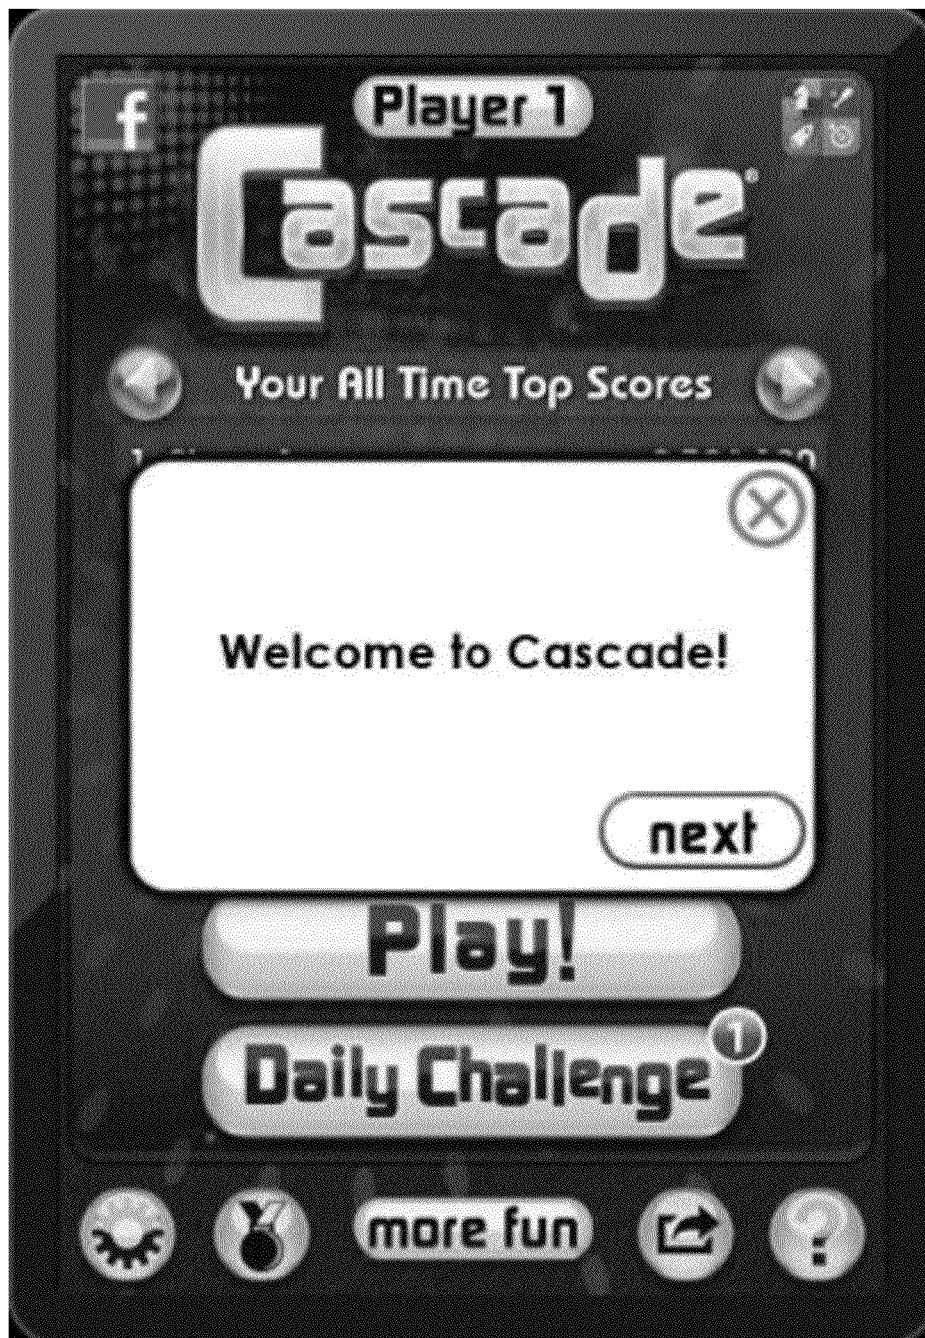 f
Player 1
Cascade®
Your All Time Top Scores
Welcome to Cascade!
next
Play!
Daily Challenge
1
more fun
?